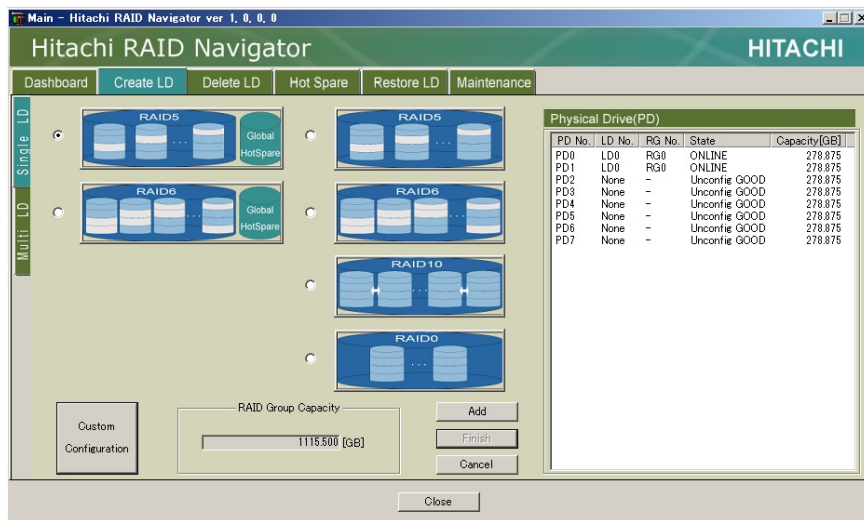 Main - Hitachi RAID Navigator ver 1, 0, 0, 0
Hitachi RAID Navigator
HITACHI
Dashboard Create LD Delete LD Hot Spare Restore LD Maintenance
Single LD
Multi LD
RAID5
Global
HotSpare
RAID5
RAID6
Global
HotSpare
RAID6
RAID10
RAID0
Custom
Configuration
RAID Group Capacity
1115.500 [GB]
Add
Finish
Cancel
Physical Drive(PD)
PD No. LD No. RG No. State Capacity[GB]
PD0 LD0 RG0 ONLINE 278.875
PD1 LD0 RG0 ONLINE 278.875
PD2 None - Unconfig GOOD 278.875
PD3 None - Unconfig GOOD 278.875
PD4 None - Unconfig GOOD 278.875
PD5 None - Unconfig GOOD 278.875
PD6 None - Unconfig GOOD 278.875
PD7 None - Unconfig GOOD 278.875
Close